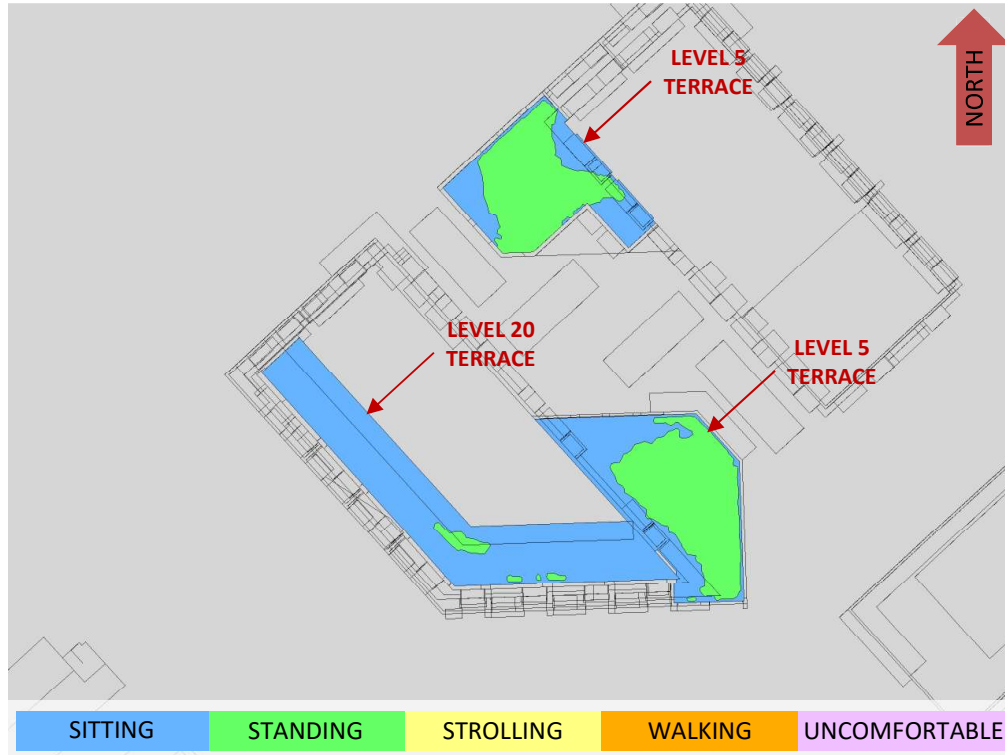 NORTH
LEVEL 5
TERRACE
LEVEL 20
TERRACE
LEVEL 5
TERRACE
SITTING
STANDING
STROLLING
WALKING
UNCOMFORTABLE